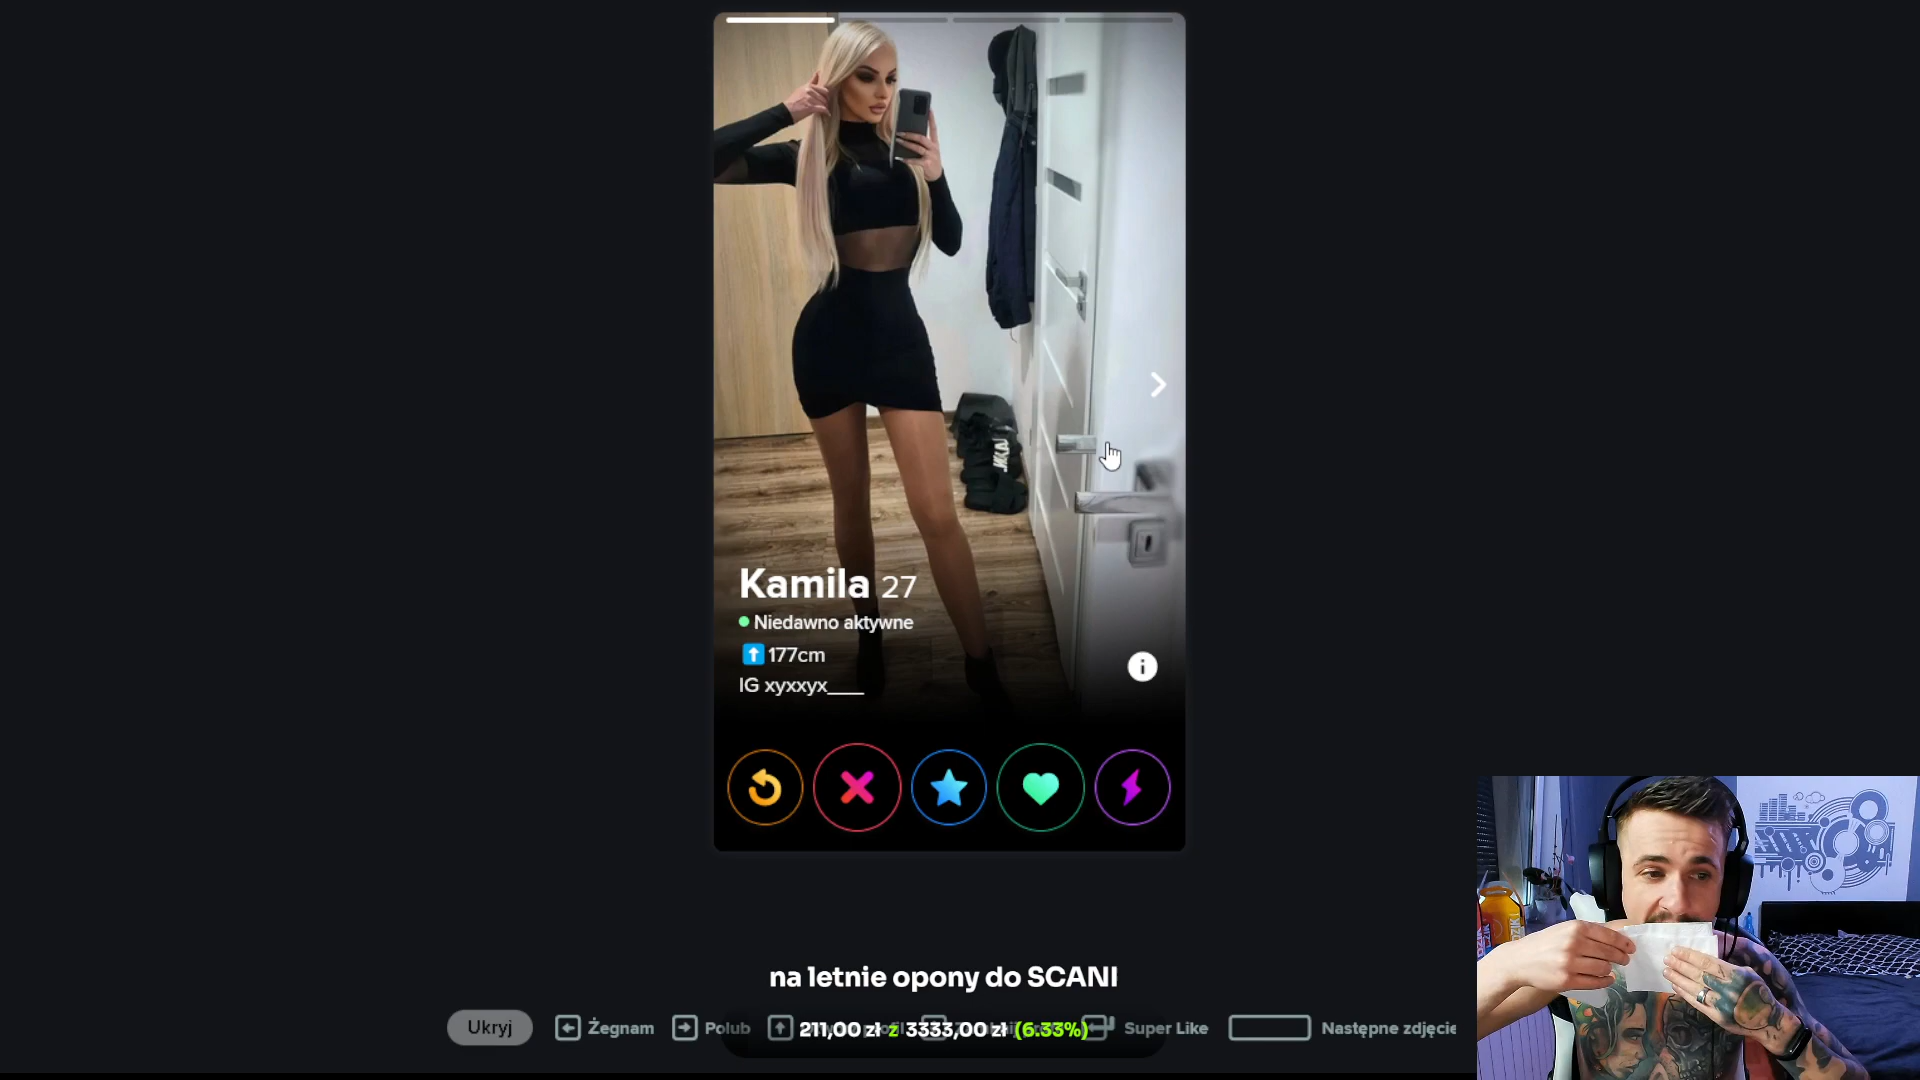 Kamila 27
Niedawno aktywne
177cm
IG xyxxyx____
na letnie opony do SCANI
211,00 zł z 3333,00 zł (6.33%)
Ukryj
Żegnam
Polub
Super Like
Następne zdjęcie